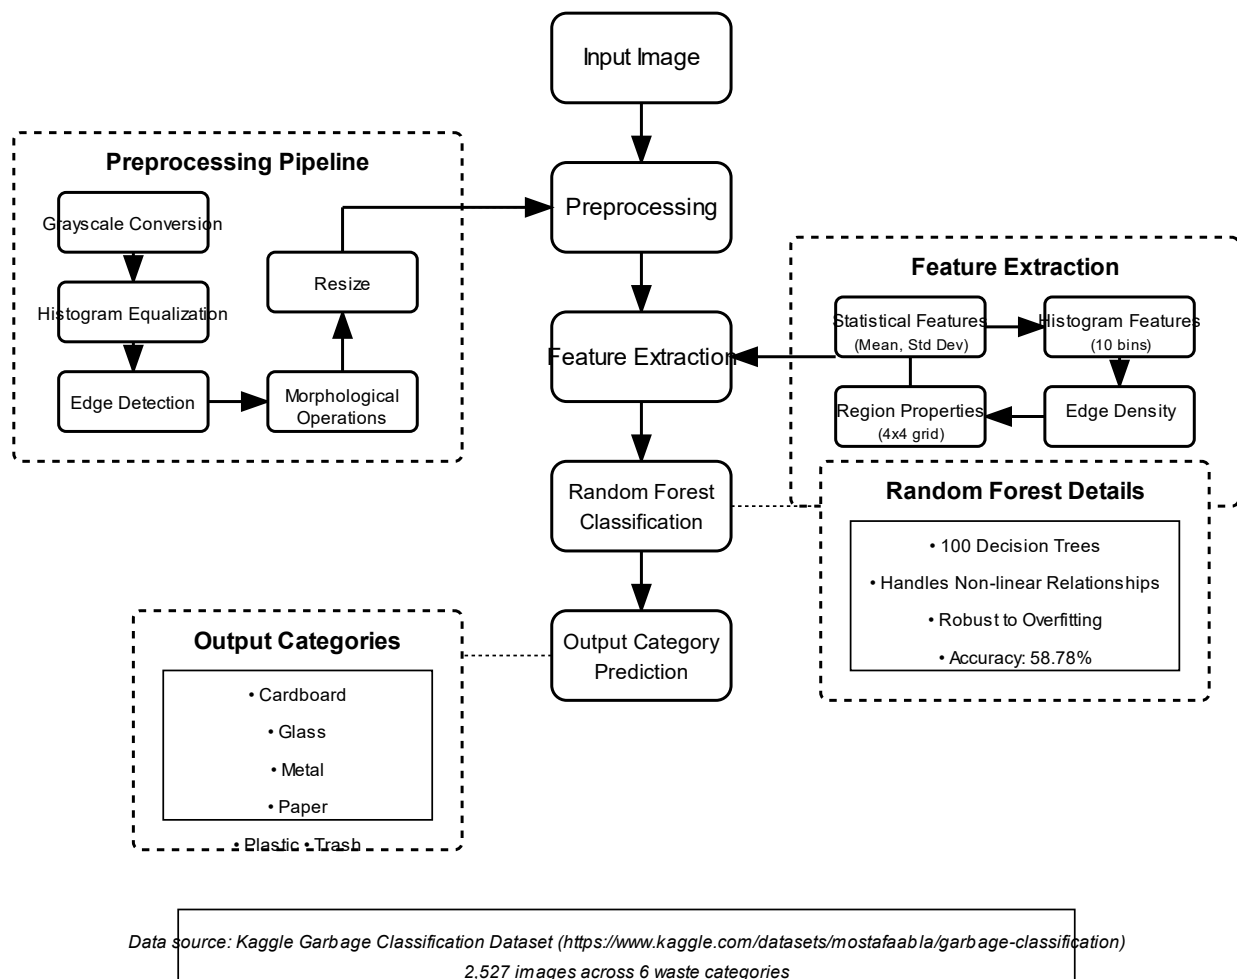 Input Image
Preprocessing Pipeline
Grayscale Conversion
Histogram Equalization
Edge Detection
Morphological
Operations
Resize
Preprocessing
Feature Extraction
Feature Extraction
Statistical Features
(Mean, Std Dev)
Histogram Features
(10 bins)
Edge Density
Region Properties
(4x4 grid)
Random Forest
Classification
Random Forest Details
• 100 Decision Trees
• Handles Non-linear Relationships
• Robust to Overfitting
• Accuracy: 58.78%
Output Category
Prediction
Output Categories
• Cardboard
• Glass
• Metal
• Paper
• Plastic • Trash
Data source: Kaggle Garbage Classification Dataset (https://www.kaggle.com/datasets/mostafaabla/garbage-classification)
2,527 images across 6 waste categories